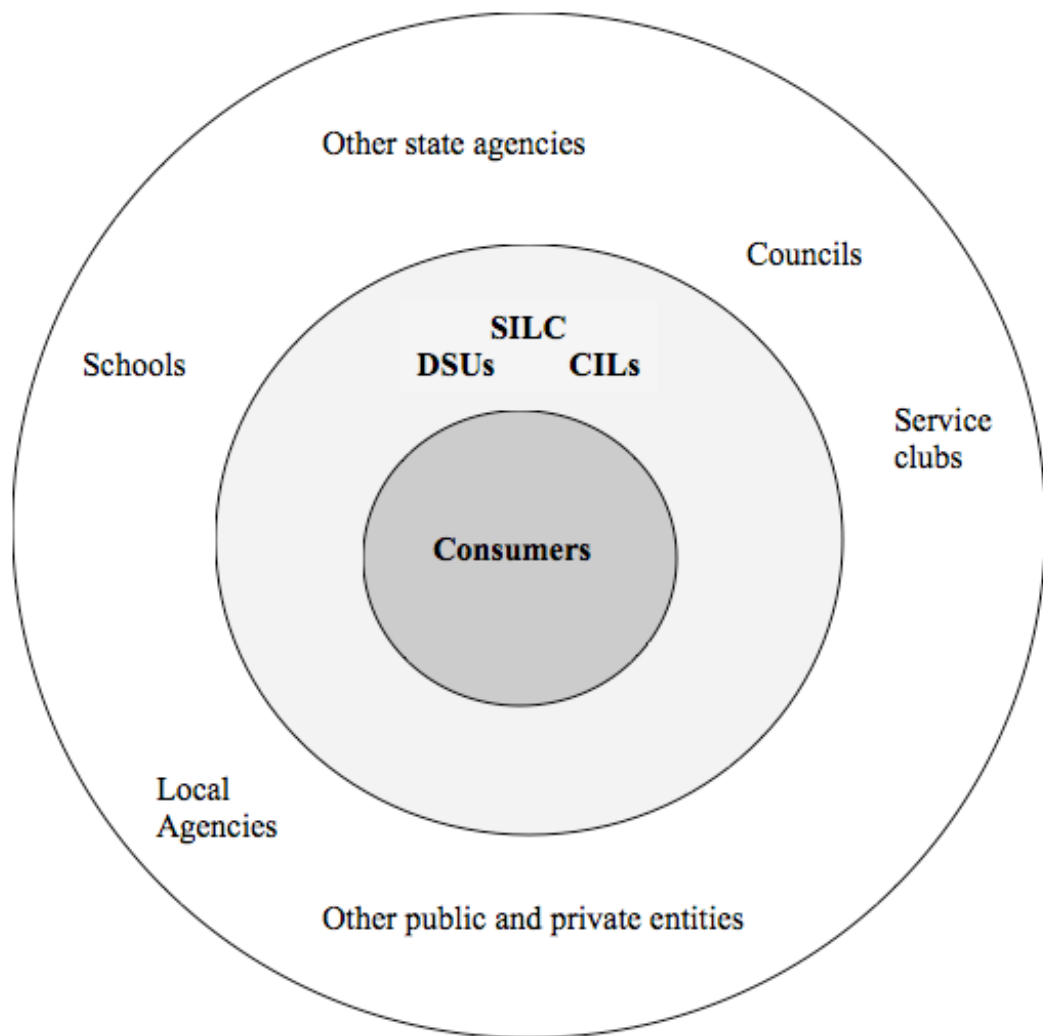 Other state agencies
Councils
SILC
DSUs CILs
Schools
Service
clubs
Consumers
Local
Agencies
Other public and private entities